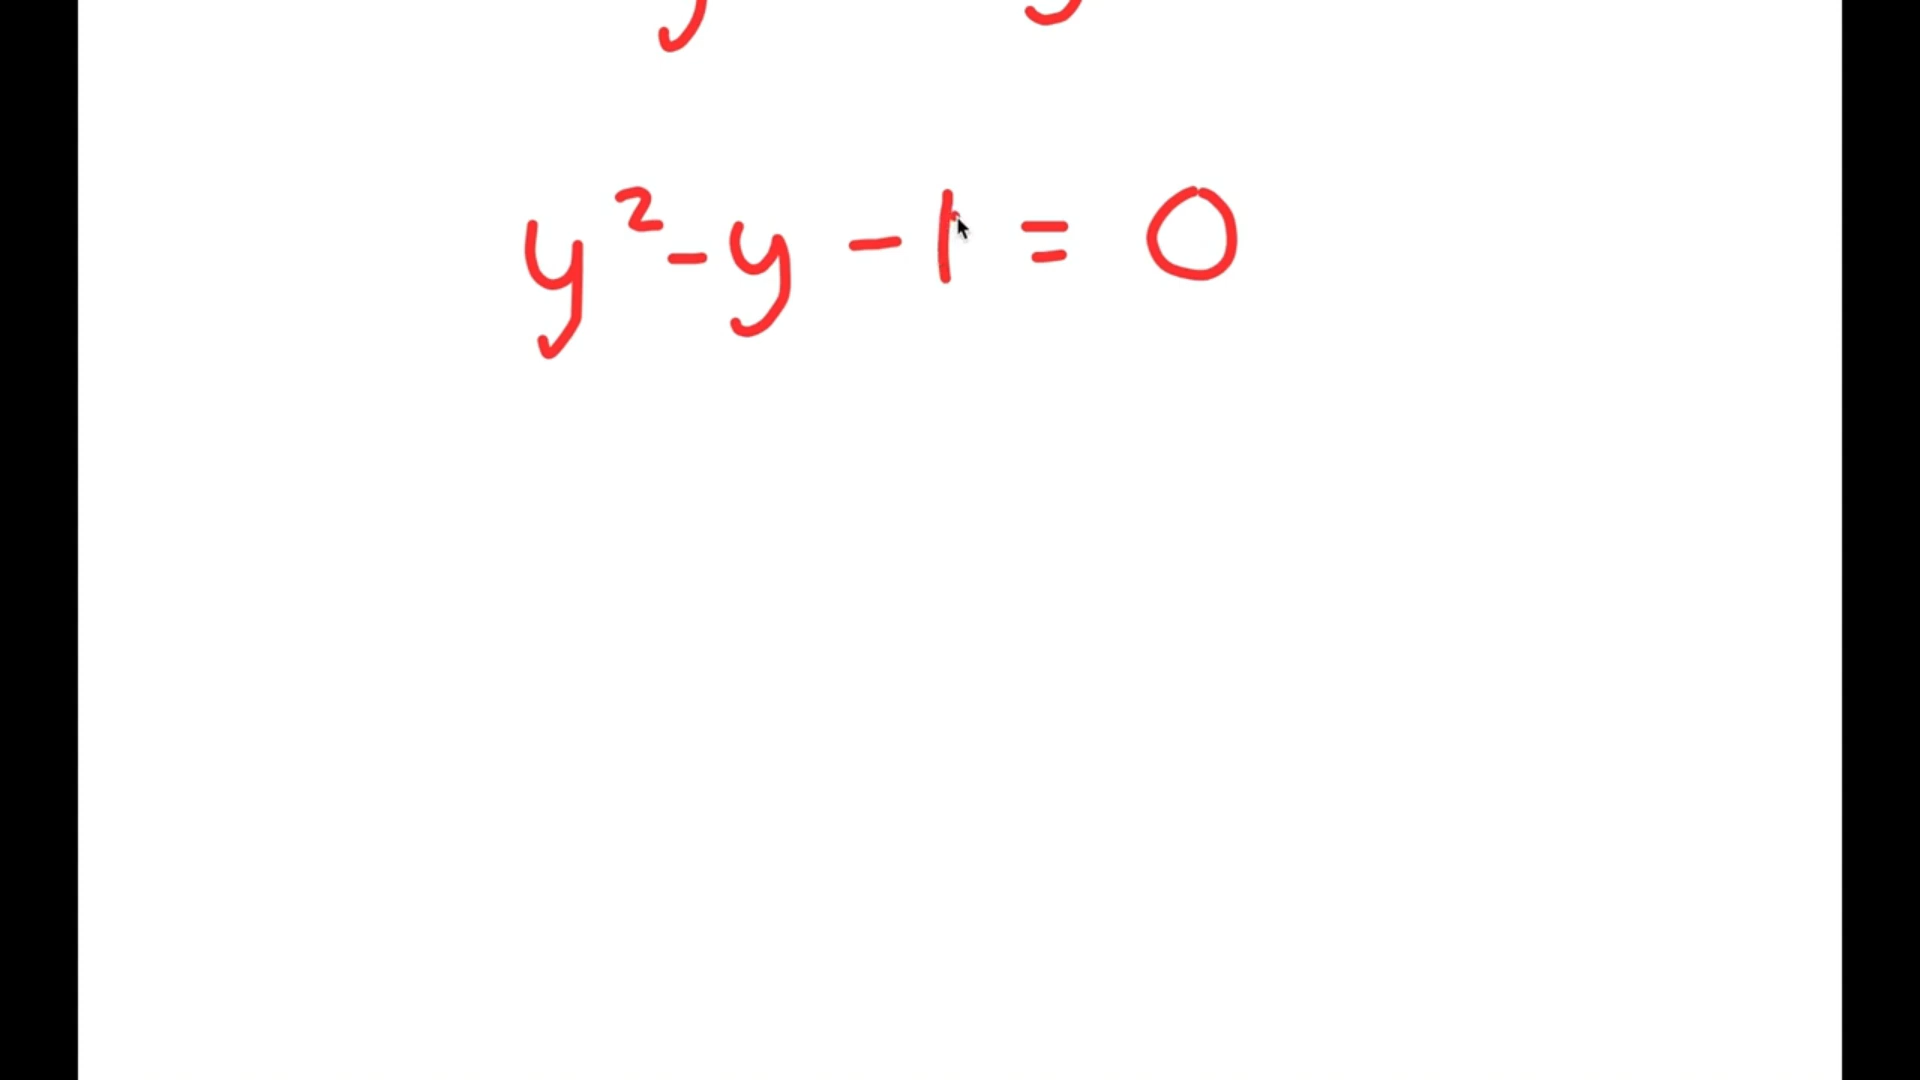 y² - y - 1 = 0